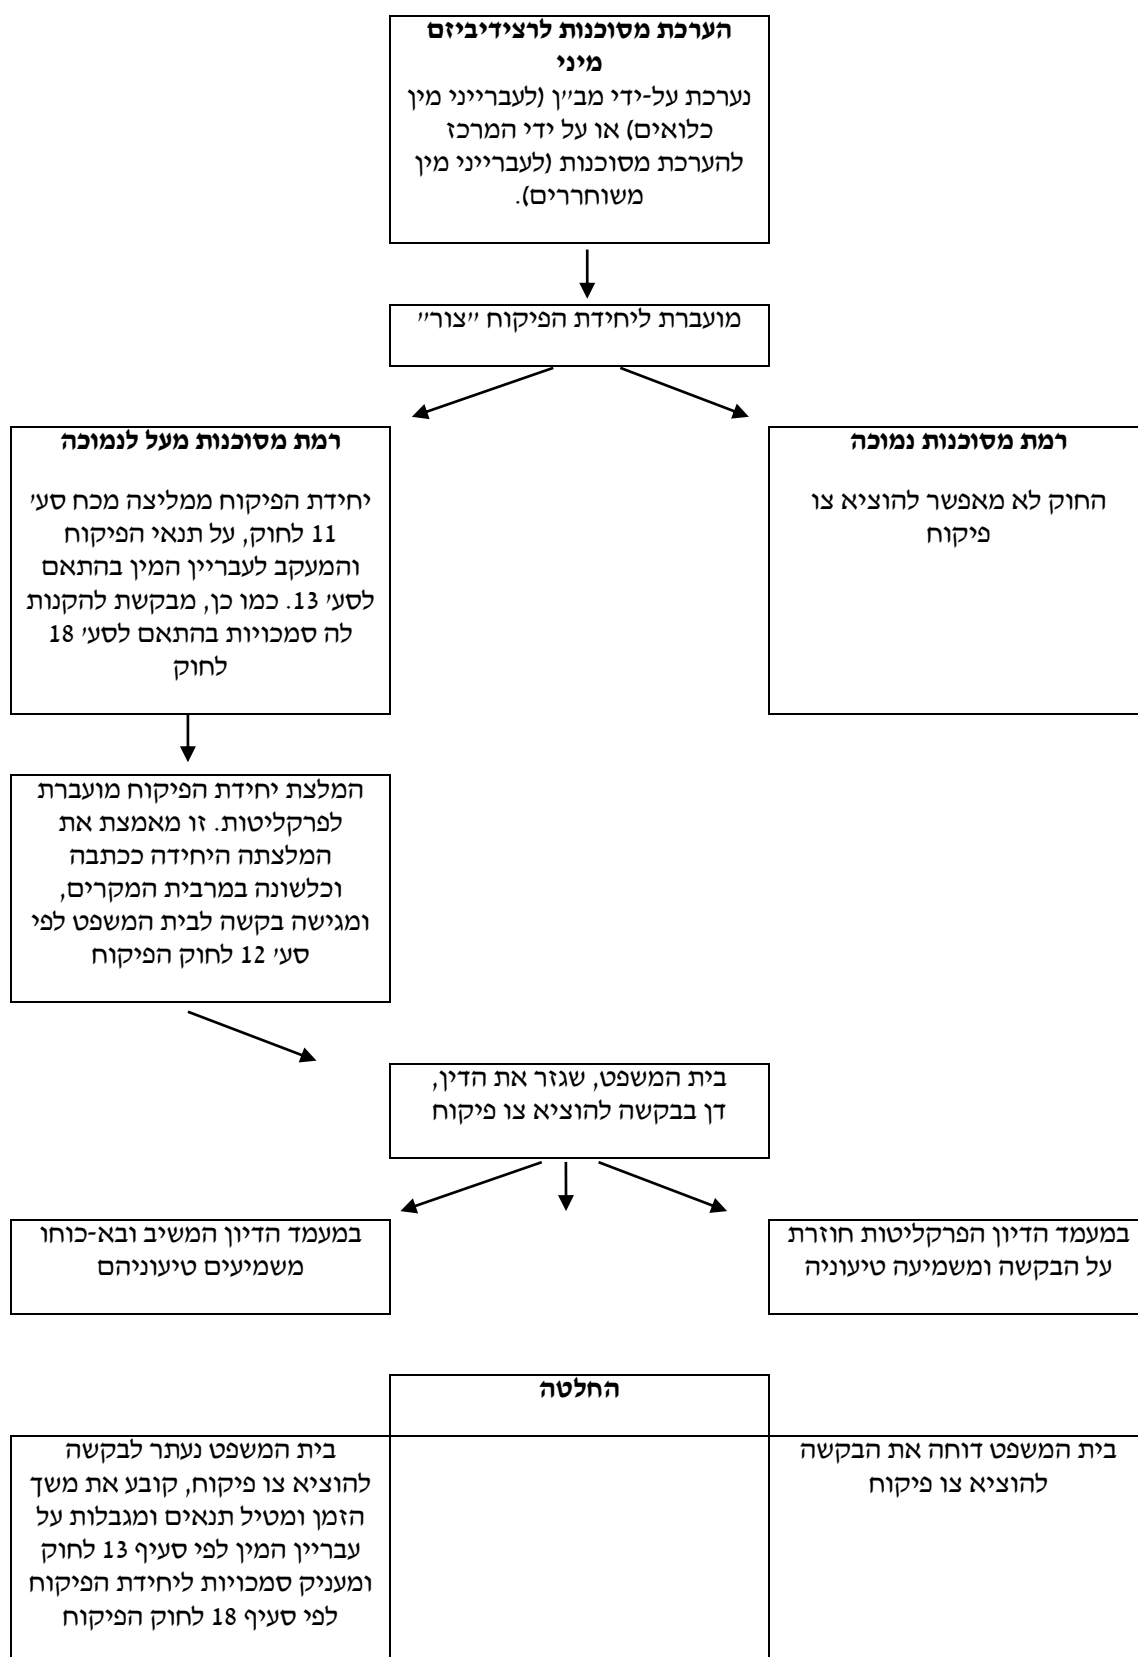 הערכת מסוכנות לרצידיביזם
מיני
נערכת על-ידי מב״ן (לעברייני מין
כלואים) או על ידי המרכז
להערכת מסוכנות (לעברייני מין
משוחררים).
מועברת ליחידת הפיקוח ״צור״
רמת מסוכנות נמוכה
החוק לא מאפשר להוציא צו
פיקוח
רמת מסוכנות מעל לנמוכה
יחידת הפיקוח ממליצה מכח סע׳
11 לחוק, על תנאי הפיקוח
והמעקב לעבריין המין בהתאם
לסע׳ 13. כמו כן, מבקשת להקנות
לה סמכויות בהתאם לסע׳ 18
לחוק
המלצת יחידת הפיקוח מועברת
לפרקליטות. זו מאמצת את
המלצתה היחידה ככתבה
וכלשונה במרבית המקרים,
ומגישה בקשה לבית המשפט לפי
סע׳ 12 לחוק הפיקוח
בית המשפט, שגזר את הדין,
דן בבקשה להוציא צו פיקוח
במעמד הדיון הפרקליטות חוזרת
על הבקשה ומשמיעה טיעוניה
במעמד הדיון המשיב ובא-כוחו
משמיעים טיעוניהם
החלטה
בית המשפט דוחה את הבקשה
להוציא צו פיקוח
בית המשפט נעתר לבקשה
להוציא צו פיקוח, קובע את משך
הזמן ומטיל תנאים ומגבלות על
עבריין המין לפי סעיף 13 לחוק
ומעניק סמכויות ליחידת הפיקוח
לפי סעיף 18 לחוק הפיקוח